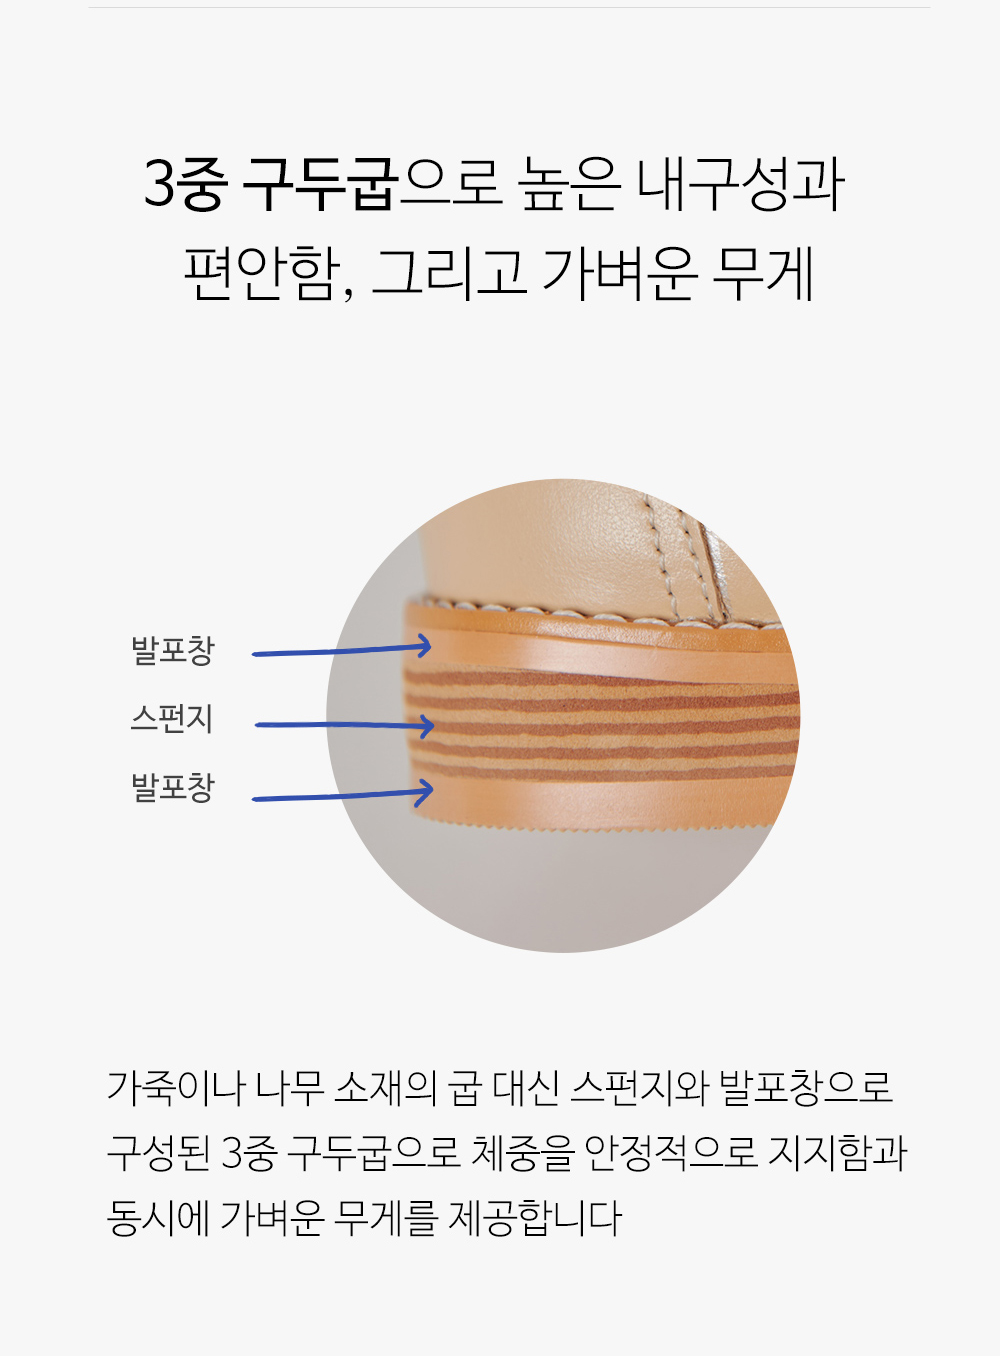 3중 구두굽으로 높은 내구성과
편안함, 그리고 가벼운 무게
발포창
스펀지
발포창
가죽이나 나무 소재의 굽 대신 스펀지와 발포창으로
구성된 3중 구두굽으로 체중을 안정적으로 지지함과
동시에 가벼운 무게를 제공합니다